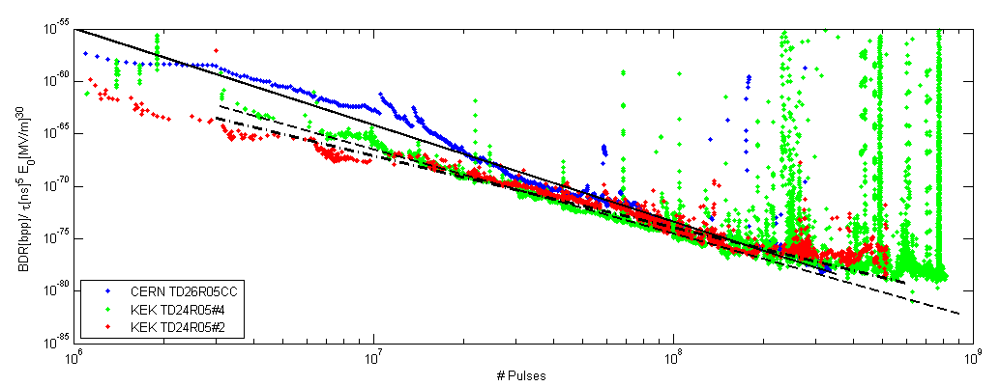 10^-55
10^-60
10^-65
10^-70
10^-75
10^-80
10^-85
BDR[bpp]/ τ[ns]^5 E_0[MV/m]^30
CERN TD26R05CC
KEK TD24R05#4
KEK TD24R05#2
10^6 10^7 10^8 10^9
# Pulses